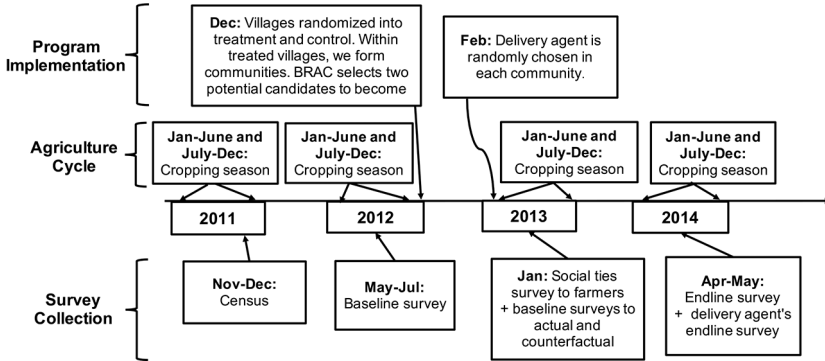 Program
Implementation
Dec: Villages randomized into
treatment and control. Within
treated villages, we form
communities. BRAC selects two
potential candidates to become
Feb: Delivery agent is
randomly chosen in
each community.
Agriculture
Cycle
Jan-June and
July-Dec:
Cropping season
Jan-June and
July-Dec:
Cropping season
Jan-June and
July-Dec:
Cropping season
Jan-June and
July-Dec:
Cropping season
2011
2012
2013
2014
Survey
Collection
Nov-Dec:
Census
May-Jul:
Baseline survey
Jan: Social ties
survey to farmers
+ baseline surveys to
actual and
counterfactual
Apr-May:
Endline survey
+ delivery agent's
endline survey